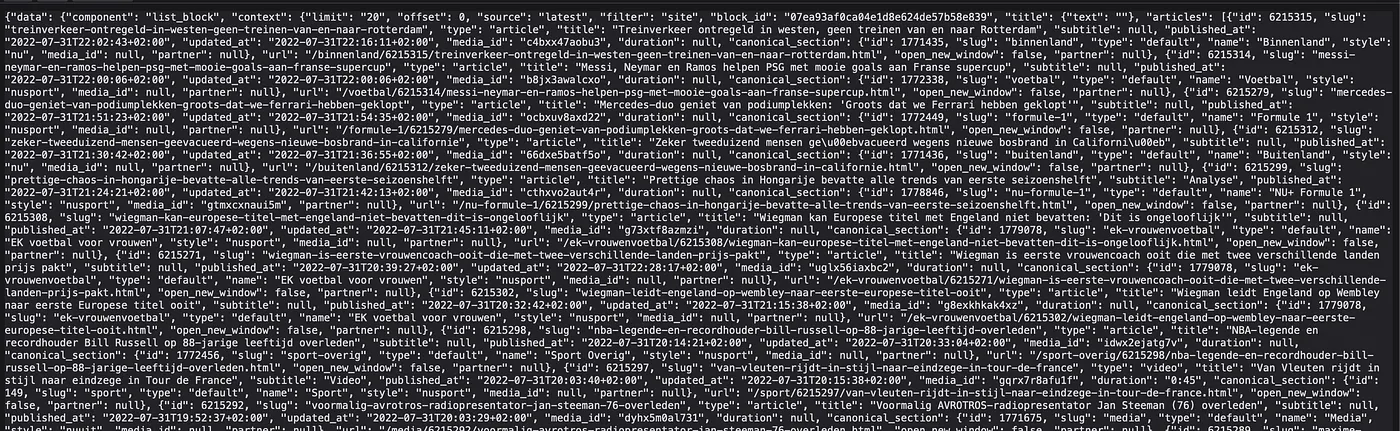 {"data": {"component": "list_block", "context": {"limit": "20", "offset": 0, "source": "latest", "filter": "site", "block_id": "07ea93af0ca04e1d8e624de57b58e839", "title": {"text": ""}, "articles": [{"id": 6215315, "slug":
"treinverkeer-ontregeld-in-westen-geen-treinen-van-en-naar-rotterdam", "type": "article", "title": "Treinverkeer ontregeld in westen, geen treinen van en naar Rotterdam", "subtitle": null, "published_at":
"2022-07-31T22:02:43+02:00", "updated_at": "2022-07-31T22:16:11+02:00", "media_id": "c4bxx47aobu3", "duration": null, "canonical_section": {"id": 1771435, "slug": "binnenland", "type": "default", "name": "Binnenland", "style":
"nu", "media_id": null, "partner": null}, "url": "/binnenland/6215315/treinverkeer-ontregeld-in-westen-geen-treinen-van-en-naar-rotterdam.html", "open_new_window": false, "partner": null}, {"id": 6215314, "slug": "messi-
neymar-en-ramos-helpen-psg-met-mooie-goals-aan-franse-supercup", "type": "article", "title": "Messi, Neymar en Ramos helpen PSG met mooie goals aan Franse supercup", "subtitle": null, "published_at":
"2022-07-31T22:00:06+02:00", "updated_at": "2022-07-31T22:00:06+02:00", "media_id": "b8jx3awalcxo", "duration": null, "canonical_section": {"id": 1772338, "slug": "voetbal", "type": "default", "name": "Voetbal", "style":
"nusport", "media_id": null, "partner": null}, "url": "/voetbal/6215314/messi-neymar-en-ramos-helpen-psg-met-mooie-goals-aan-franse-supercup.html", "open_new_window": false, "partner": null}, {"id": 6215279, "slug": "mercedes-
duo-geniet-van-podiumplekken-groots-dat-we-ferrari-hebben-geklopt", "type": "article", "title": "Mercedes-duo geniet van podiumplekken: 'Groots dat we Ferrari hebben geklopt'", "subtitle": null, "published_at":
"2022-07-31T21:51:23+02:00", "updated_at": "2022-07-31T21:54:35+02:00", "media_id": "ocbxuv8axd22", "duration": null, "canonical_section": {"id": 1772449, "slug": "formule-1", "type": "default", "name": "Formule 1", "style":
"nusport", "media_id": null, "partner": null}, "url": "/formule-1/6215279/mercedes-duo-geniet-van-podiumplekken-groots-dat-we-ferrari-hebben-geklopt.html", "open_new_window": false, "partner": null}, {"id": 6215312, "slug":
"zeker-tweeduizend-mensen-geevacueerd-wegens-nieuwe-bosbrand-in-californie", "type": "article", "title": "Zeker tweeduizend mensen ge\u00ebvacueerd wegens nieuwe bosbrand in Californi\u00eb", "subtitle": null, "published_at":
"2022-07-31T21:30:42+02:00", "updated_at": "2022-07-31T21:36:55+02:00", "media_id": "66dxe5batf5o", "duration": null, "canonical_section": {"id": 1771436, "slug": "buitenland", "type": "default", "name": "Buitenland", "style":
"nu", "media_id": null, "partner": null}, "url": "/buitenland/6215312/zeker-tweeduizend-mensen-geevacueerd-wegens-nieuwe-bosbrand-in-californie.html", "open_new_window": false, "partner": null}, {"id": 6215299, "slug":
"prettige-chaos-in-hongarije-bevatte-alle-trends-van-eerste-seizoenshelft", "type": "article", "title": "Prettige chaos in Hongarije bevatte alle trends van eerste seizoenshelft", "subtitle": "Analyse", "published_at":
"2022-07-31T21:24:21+02:00", "updated_at": "2022-07-31T21:42:13+02:00", "media_id": "cthxvo2aut4r", "duration": null, "canonical_section": {"id": 1778846, "slug": "nu-formule-1", "type": "default", "name": "NU+ Formule 1",
"style": "nusport", "media_id": "gtmxcxnaui5m", "partner": null}, "url": "/nu-formule-1/6215299/prettige-chaos-in-hongarije-bevatte-alle-trends-van-eerste-seizoenshelft.html", "open_new_window": false, "partner": null}, {"id":
6215308, "slug": "wiegman-kan-europese-titel-met-engeland-niet-bevatten-dit-is-ongelooflijk", "type": "article", "title": "Wiegman kan Europese titel met Engeland niet bevatten: 'Dit is ongelooflijk'", "subtitle": null,
"published_at": "2022-07-31T21:07:47+02:00", "updated_at": "2022-07-31T21:45:11+02:00", "media_id": "g73xtf8azmzi", "duration": null, "canonical_section": {"id": 1779078, "slug": "ek-vrouwenvoetbal", "type": "default", "name":
"EK voetbal voor vrouwen", "style": "nusport", "media_id": null, "partner": null}, "url": "/ek-vrouwenvoetbal/6215308/wiegman-kan-europese-titel-met-engeland-niet-bevatten-dit-is-ongelooflijk.html", "open_new_window": false,
"partner": null}, {"id": 6215271, "slug": "wiegman-is-eerste-vrouwencoach-ooit-die-met-twee-verschillende-landen-prijs-pakt", "type": "article", "title": "Wiegman is eerste vrouwencoach ooit die met twee verschillende landen
prijs pakt", "subtitle": null, "published_at": "2022-07-31T20:39:27+02:00", "updated_at": "2022-07-31T22:28:17+02:00", "media_id": "uglx56iaxbc2", "duration": null, "canonical_section": {"id": 1779078, "slug": "ek-
vrouwenvoetbal", "type": "default", "name": "EK voetbal voor vrouwen", "style": "nusport", "media_id": null, "partner": null}, "url": "/ek-vrouwenvoetbal/6215271/wiegman-is-eerste-vrouwencoach-ooit-die-met-twee-verschillende-
landen-prijs-pakt.html", "open_new_window": false, "partner": null}, {"id": 6215302, "slug": "wiegman-leidt-engeland-op-wembley-naar-eerste-europese-titel-ooit", "type": "article", "title": "Wiegman leidt Engeland op Wembley
naar eerste Europese titel ooit", "subtitle": null, "published_at": "2022-07-31T20:32:42+02:00", "updated_at": "2022-07-31T21:15:38+02:00", "media_id": "g8exkhkak4xz", "duration": null, "canonical_section": {"id": 1779078,
"slug": "ek-vrouwenvoetbal", "type": "default", "name": "EK voetbal voor vrouwen", "style": "nusport", "media_id": null, "partner": null}, "url": "/ek-vrouwenvoetbal/6215302/wiegman-leidt-engeland-op-wembley-naar-eerste-
europese-titel-ooit.html", "open_new_window": false, "partner": null}, {"id": 6215298, "slug": "nba-legende-en-recordhouder-bill-russell-op-88-jarige-leeftijd-overleden", "type": "article", "title": "NBA-legende en
recordhouder Bill Russell op 88-jarige leeftijd overleden", "subtitle": null, "published_at": "2022-07-31T20:14:21+02:00", "updated_at": "2022-07-31T20:33:04+02:00", "media_id": "idwx2ejatg7v", "duration": null,
"canonical_section": {"id": 1772456, "slug": "sport-overig", "type": "default", "name": "Sport Overig", "style": "nusport", "media_id": null, "partner": null}, "url": "/sport-overig/6215298/nba-legende-en-recordhouder-bill-
russell-op-88-jarige-leeftijd-overleden.html", "open_new_window": false, "partner": null}, {"id": 6215297, "slug": "van-vleuten-rijdt-in-stijl-naar-eindzege-in-tour-de-france", "type": "video", "title": "Van Vleuten rijdt in
stijl naar eindzege in Tour de France", "subtitle": "Video", "published_at": "2022-07-31T20:03:40+02:00", "updated_at": "2022-07-31T20:15:38+02:00", "media_id": "gqrx7r8afu1f", "duration": "0:45", "canonical_section": {"id":
149, "slug": "sport", "type": "default", "name": "Sport", "style": "nusport", "media_id": null, "partner": null}, "url": "/sport/6215297/van-vleuten-rijdt-in-stijl-naar-eindzege-in-tour-de-france.html", "open_new_window":
false, "partner": null}, {"id": 6215292, "slug": "voormalig-avrotros-radiopresentator-jan-steeman-76-overleden", "type": "article", "title": "Voormalig AVROTROS-radiopresentator Jan Steeman (76) overleden", "subtitle": null,
"published_at": "2022-07-31T19:52:37+02:00", "updated_at": "2022-07-31T20:03:29+02:00", "media_id": "dyhx5m0al731", "duration": null, "canonical_section": {"id": 1771675, "slug": "media", "type": "default", "name": "Media",